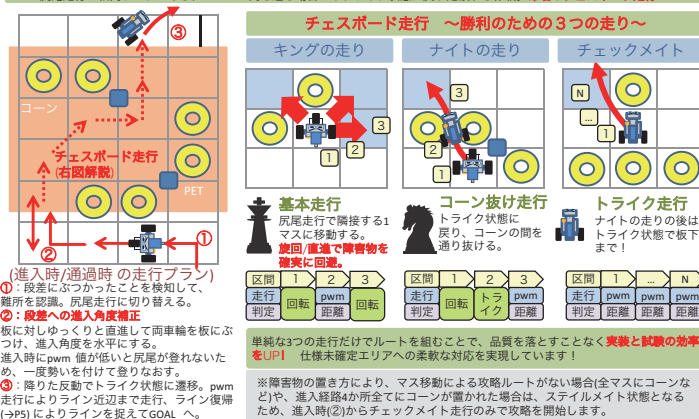 チェスボード走行 ～勝利のための３つの走り～
キングの走り
ナイトの走り
チェックメイト
③
コーン
チェスボード走行
(右図解説)
PET
①
②
(進入時/通過時 の走行プラン)
①：段差にぶつかったことを検知して、
難所を認識。尻尾走行に切り替える。
②：段差への進入角度補正
板に対しゆっくりと直進して両車輪を板にぶ
つけ、進入角度を水平にする。
進入時にpwm 値が低いと尻尾が登れないた
め、一度勢いを付けて登りなおす。
③：降りた反動でトライク状態に遷移。pwm
走行によりライン近辺まで走行、ライン復帰
(→P5) によりラインを捉えてGOAL へ。
3
2
1
3
2
1
N
...
1
基本走行
尻尾走行で隣接する1
マスに移動する。
旋回/直進で障害物を
確実に回避。
コーン抜け走行
トライク状態に
戻り、コーンの間を
通り抜ける。
トライク走行
ナイトの走りの後は
トライク状態で板下
まで！
区間 1 2 3
走行 回転 pwm 回転
判定 距離
区間 1 2 3
走行 回転 トライク pwm
判定 距離
区間 1 ... N
走行 pwm pwm pwm
判定 距離 距離 距離
単純な3つの走行だけでルートを組むことで、品質を落とすことなく実装と試験の効率
をUP! 仕様未確定エリアへの柔軟な対応を実現しています！
※障害物の置き方により、マス移動による攻略ルートがない場合(全マスにコーンな
ど)や、進入経路4か所全てにコーンが置かれた場合は、ステイルメイト状態となる
ため、進入時(②)からチェックメイト走行のみで攻略を開始します。